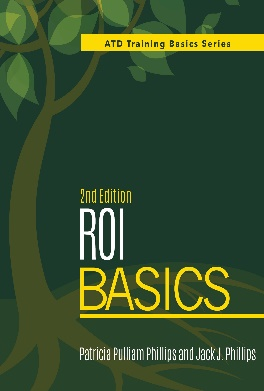 ATD Training Basics Series
2nd Edition
ROI
BASICS
Patricia Pulliam Phillips and Jack J. Phillips